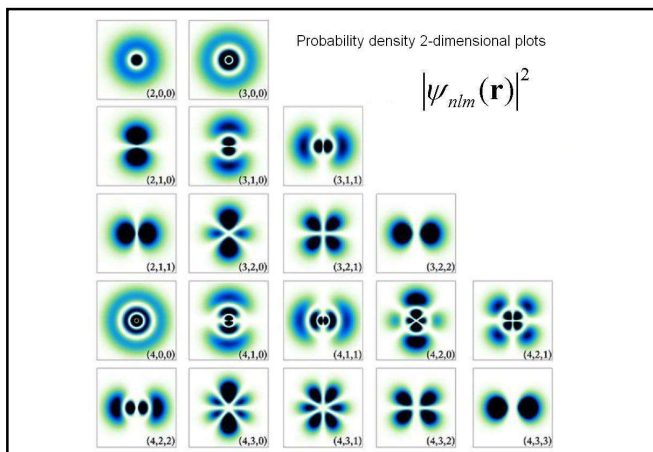 Probability density 2-dimensional plots
|ψnlm(r)|²
(2,0,0) (3,0,0)
(2,1,0) (3,1,0) (3,1,1)
(2,1,1) (3,2,0) (3,2,1) (3,2,2)
(4,0,0) (4,1,0) (4,1,1) (4,2,0) (4,2,1)
(4,2,2) (4,3,0) (4,3,1) (4,3,2) (4,3,3)